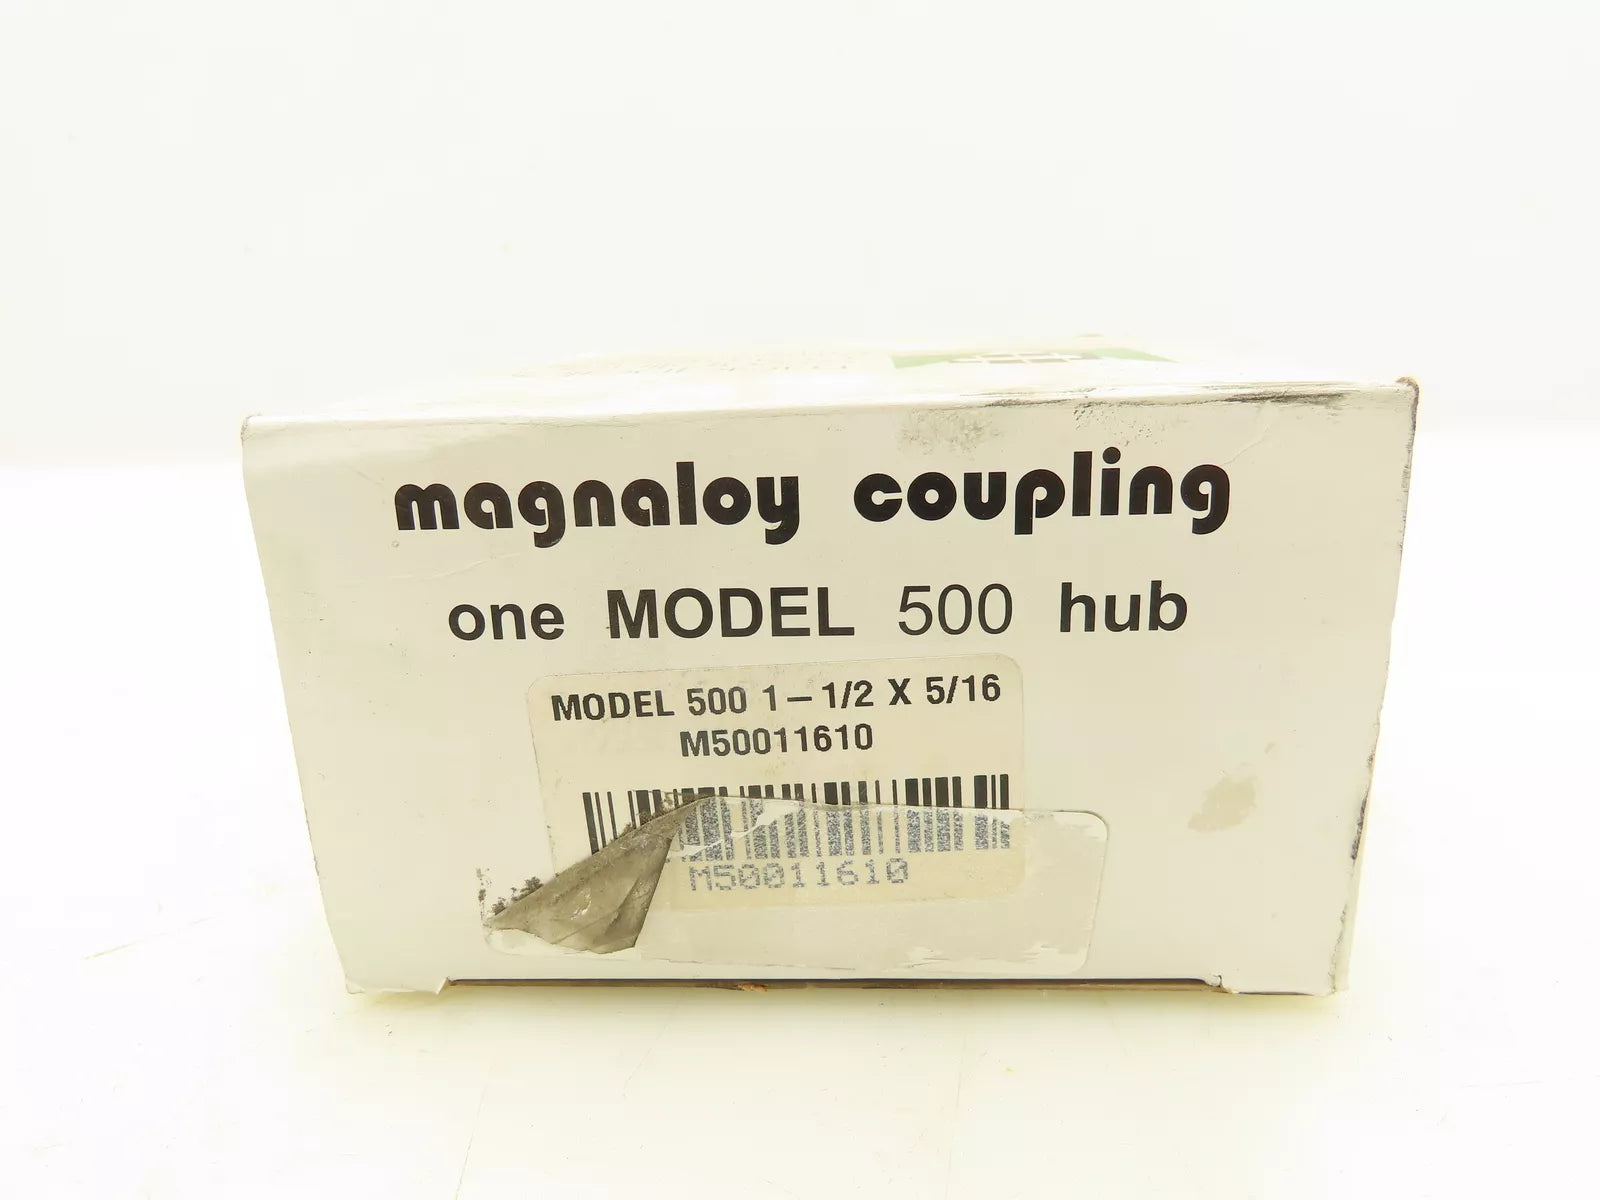 magnaloy coupling
one MODEL 500 hub
MODEL 500 1-1/2 X 5/16
M50011610
M50011610